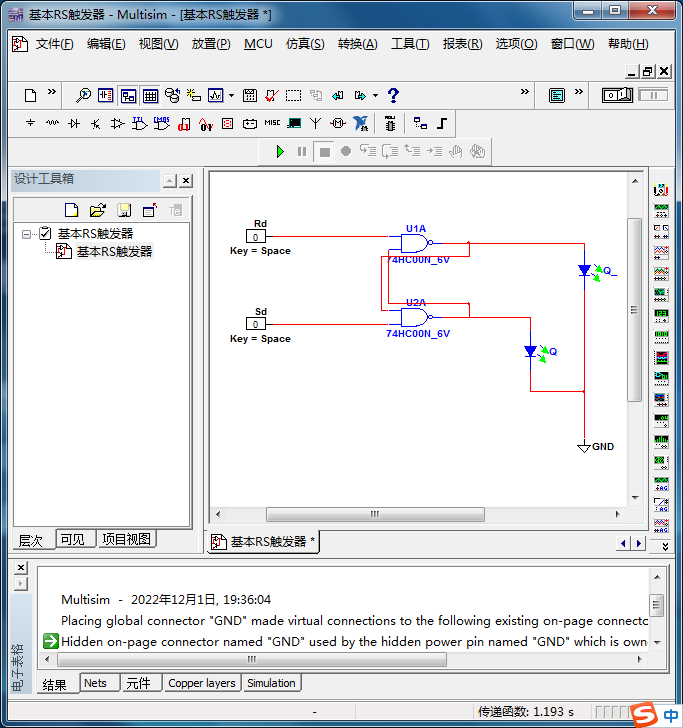 基本RS触发器 - Multisim - [基本RS触发器 *]
文件(F) 编辑(E) 视图(V) 放置(P) MCU 仿真(S) 转换(A) 工具(T) 报表(R) 选项(O) 窗口(W) 帮助(H)
MISC
设计工具箱
基本RS触发器
基本RS触发器
层次 可见 项目视图
Rd
0
Key = Space
U1A
74HC00N_6V
Q_
Sd
0
Key = Space
U2A
74HC00N_6V
Q
GND
基本RS触发器 *
电子表格
Multisim - 2022年12月1日, 19:36:04
Placing global connector "GND" made virtual connections to the following existing on-page connecto
Hidden on-page connector named "GND" used by the hidden power pin named "GND" which is own
结果 Nets 元件 Copper layers Simulation
- 传递函数: 1.193 s
S 中